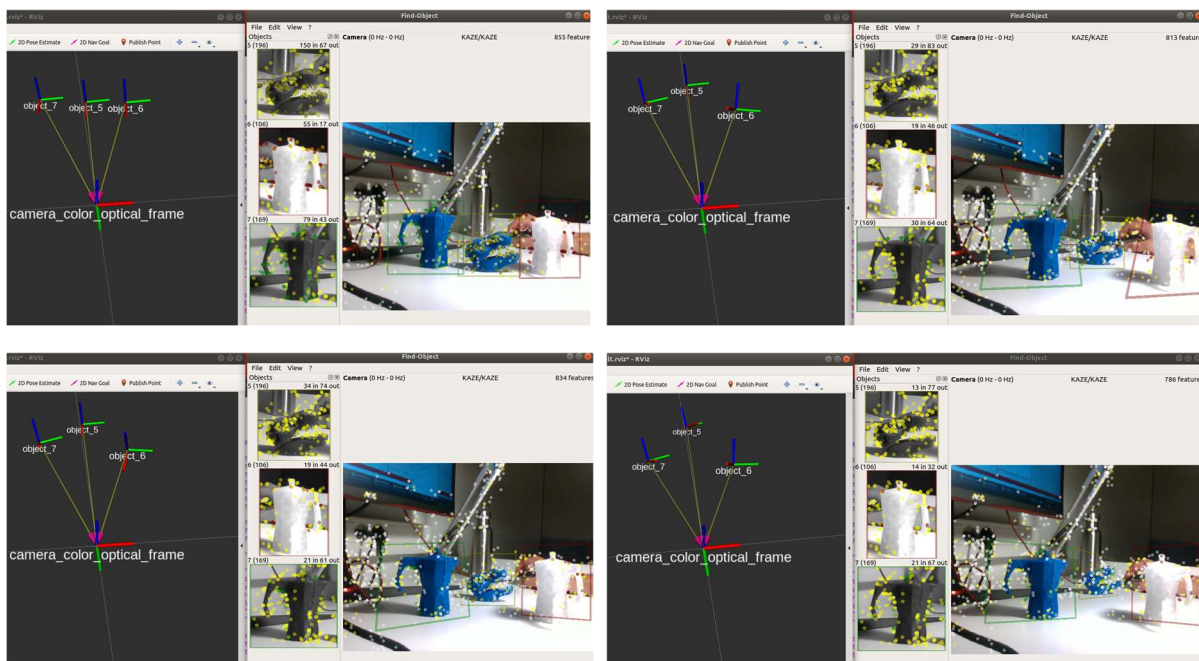 .rviz* - RViz
Find-Object
File Edit View ?
2D Pose Estimate 2D Nav Goal Publish Point
Objects
Camera (0 Hz - 0 Hz) KAZE/KAZE 855 feature
5 (196) 150 in 67 out
6 (106) 55 in 17 out
7 (169) 79 in 43 out
object_7 object_5 object_6
camera_color_optical_frame
t.rviz* - RViz
Find-Object
File Edit View ?
2D Pose Estimate 2D Nav Goal Publish Point
Objects
Camera (0 Hz - 0 Hz) KAZE/KAZE 813 feature
5 (196) 29 in 83 out
6 (106) 19 in 46 out
7 (169) 30 in 64 out
object_5
object_7
object_6
camera_color_optical_frame
.rviz* - RViz
Find-Object
File Edit View ?
2D Pose Estimate 2D Nav Goal Publish Point
Objects
Camera (0 Hz - 0 Hz) KAZE/KAZE 834 features
5 (196) 34 in 74 out
6 (106) 19 in 44 out
7 (169) 21 in 61 out
object_5
object_7
object_6
camera_color_optical_frame
lt.rviz* - RViz
Find-Object
File Edit View ?
2D Pose Estimate 2D Nav Goal Publish Point
Objects
Camera (0 Hz - 0 Hz) KAZE/KAZE 786 feature
5 (196) 13 in 77 out
6 (106) 14 in 32 out
7 (169) 21 in 67 out
object_5
object_7 object_6
camera_color_optical_frame